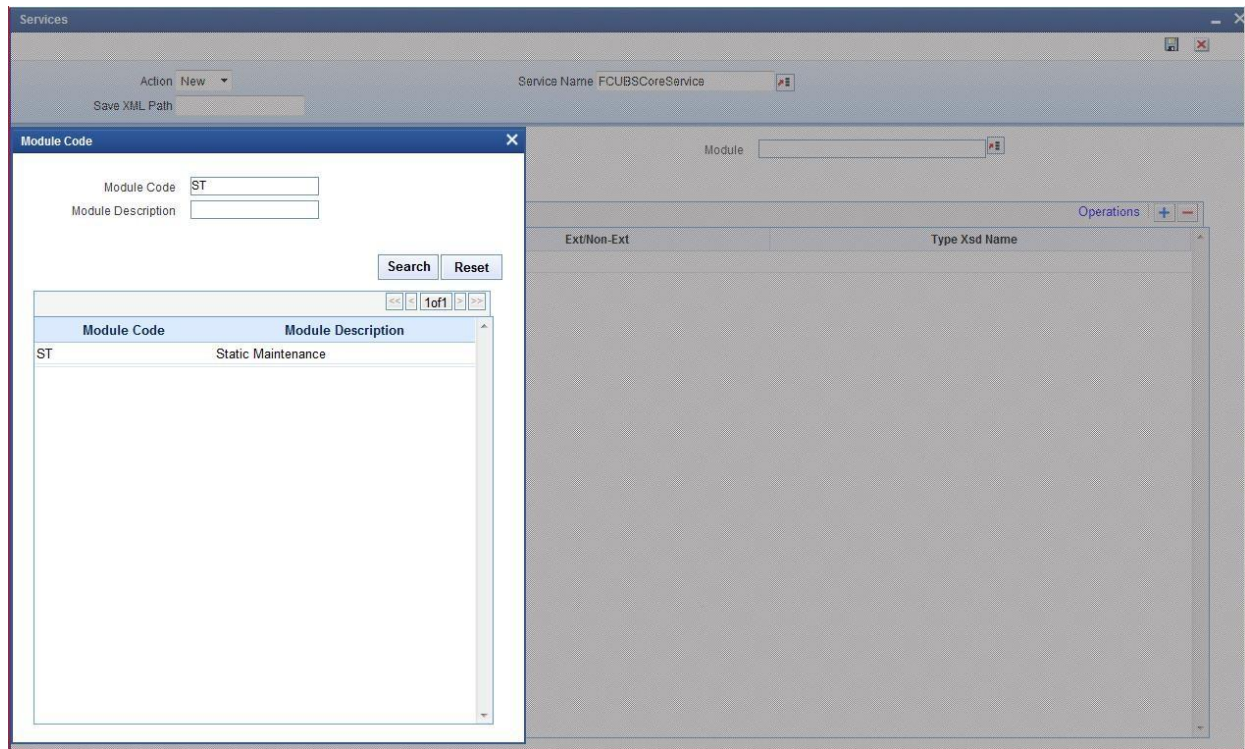 Services
Action New
Service Name FCUBSCoreService
Save XML Path
Module Code
Module
Module Code ST
Module Description
Operations
Ext/Non-Ext
Type Xsd Name
Search
Reset
<< < 1of1 > >>
Module Code
Module Description
ST
Static Maintenance